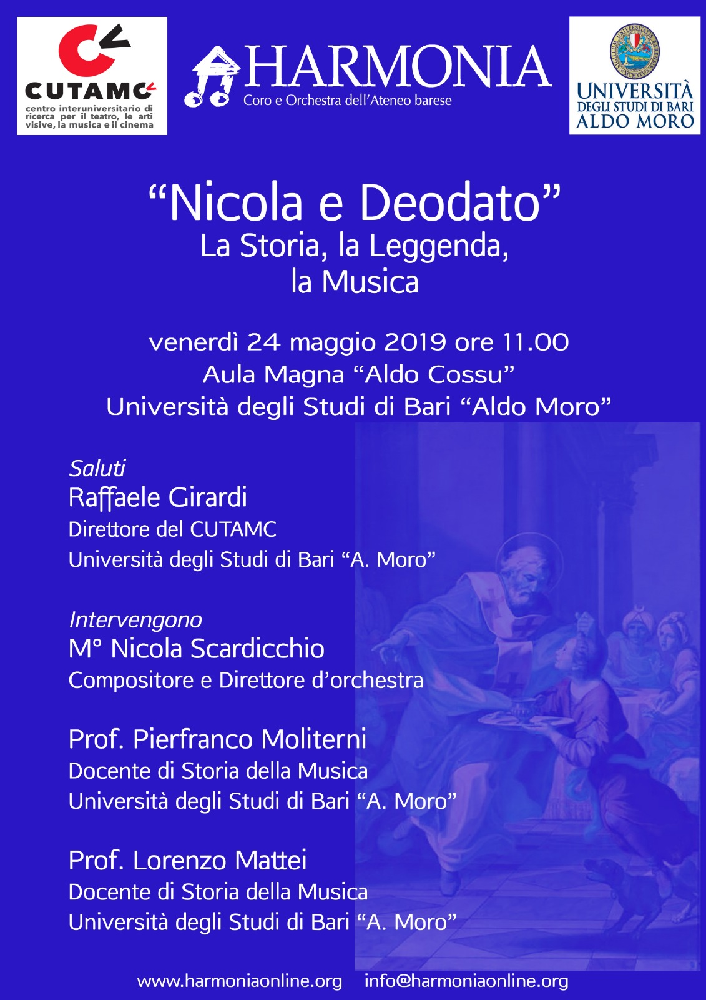 CUTAMC
centro interuniversitario di
ricerca per il teatro, le arti
visive, la musica e il cinema
HARMONIA
Coro e Orchestra dell'Ateneo barese
SIGILLUM UNIVERSITATIS BARENSIS
MCMXXV
UNIVERSITÀ
DEGLI STUDI DI BARI
ALDO MORO
“Nicola e Deodato”
La Storia, la Leggenda,
la Musica
venerdì 24 maggio 2019 ore 11.00
Aula Magna “Aldo Cossu”
Università degli Studi di Bari “Aldo Moro”
Saluti
Raffaele Girardi
Direttore del CUTAMC
Università degli Studi di Bari “A. Moro”
Intervengono
M° Nicola Scardicchio
Compositore e Direttore d’orchestra
Prof. Pierfranco Moliterni
Docente di Storia della Musica
Università degli Studi di Bari “A. Moro”
Prof. Lorenzo Mattei
Docente di Storia della Musica
Università degli Studi di Bari “A. Moro”
www.harmoniaonline.org info@harmoniaonline.org